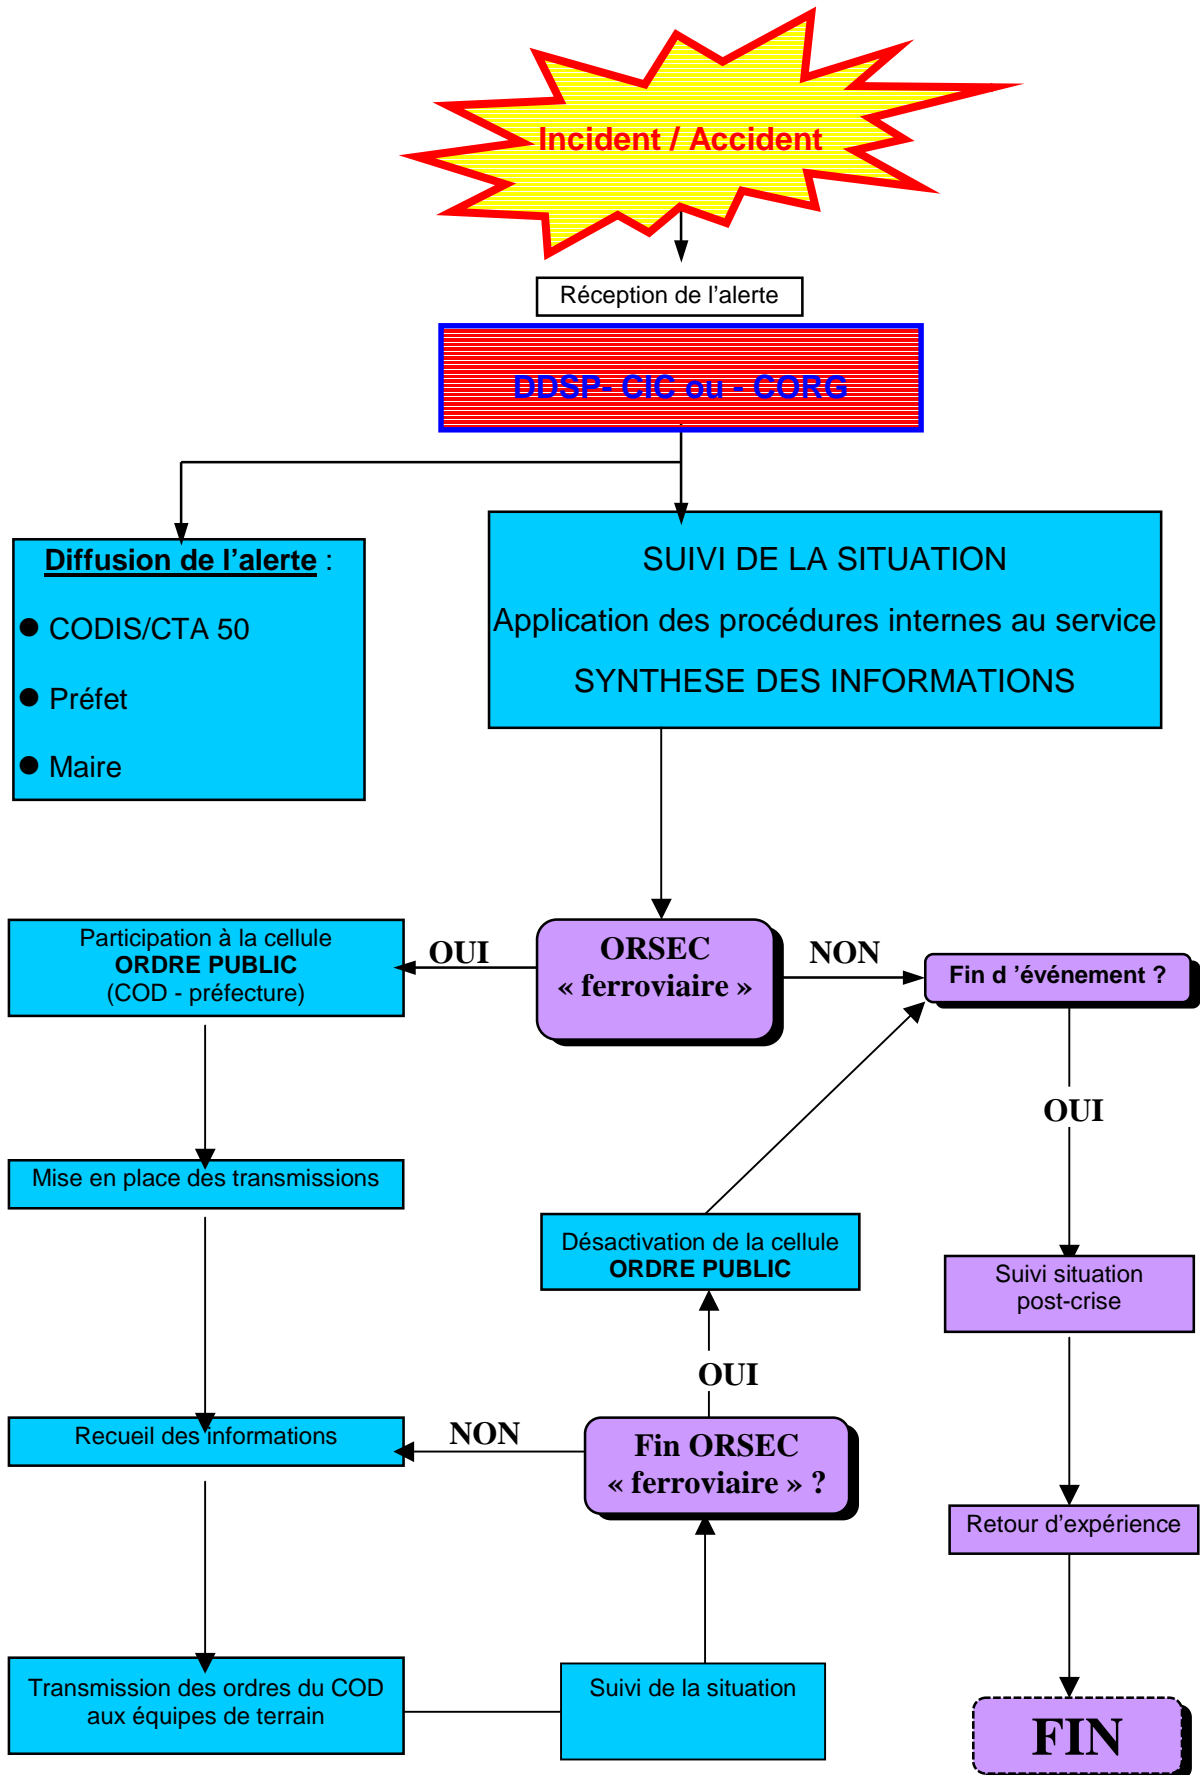 Incident / Accident
Réception de l’alerte
DDSP- CIC ou - CORG
Diffusion de l’alerte :
● CODIS/CTA 50
● Préfet
● Maire
SUIVI DE LA SITUATION
Application des procédures internes au service
SYNTHESE DES INFORMATIONS
Participation à la cellule
ORDRE PUBLIC
(COD - préfecture)
OUI
ORSEC
« ferroviaire »
NON
Fin d ’événement ?
OUI
Mise en place des transmissions
Désactivation de la cellule
ORDRE PUBLIC
Suivi situation
post-crise
OUI
Recueil des informations
NON
Fin ORSEC
« ferroviaire » ?
Retour d’expérience
Transmission des ordres du COD
aux équipes de terrain
Suivi de la situation
FIN